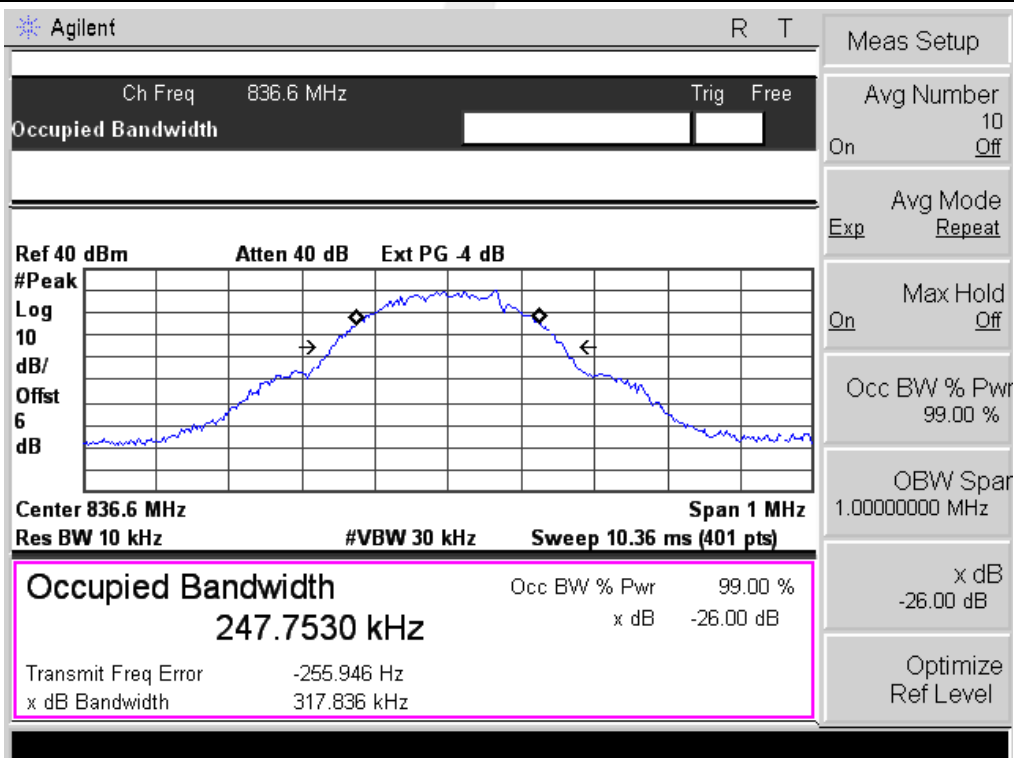 Agilent R T
Ch Freq 836.6 MHz Trig Free
Occupied Bandwidth
Ref 40 dBm Atten 40 dB Ext PG -4 dB
#Peak
Log
10
dB/
Offst
6
dB
Center 836.6 MHz Span 1 MHz
Res BW 10 kHz #VBW 30 kHz Sweep 10.36 ms (401 pts)
Occupied Bandwidth Occ BW % Pwr 99.00 %
247.7530 kHz x dB -26.00 dB
Transmit Freq Error -255.946 Hz
x dB Bandwidth 317.836 kHz
Meas Setup
Avg Number
10
On Off
Avg Mode
Exp Repeat
Max Hold
On Off
Occ BW % Pwr
99.00 %
OBW Span
1.00000000 MHz
x dB
-26.00 dB
Optimize
Ref Level